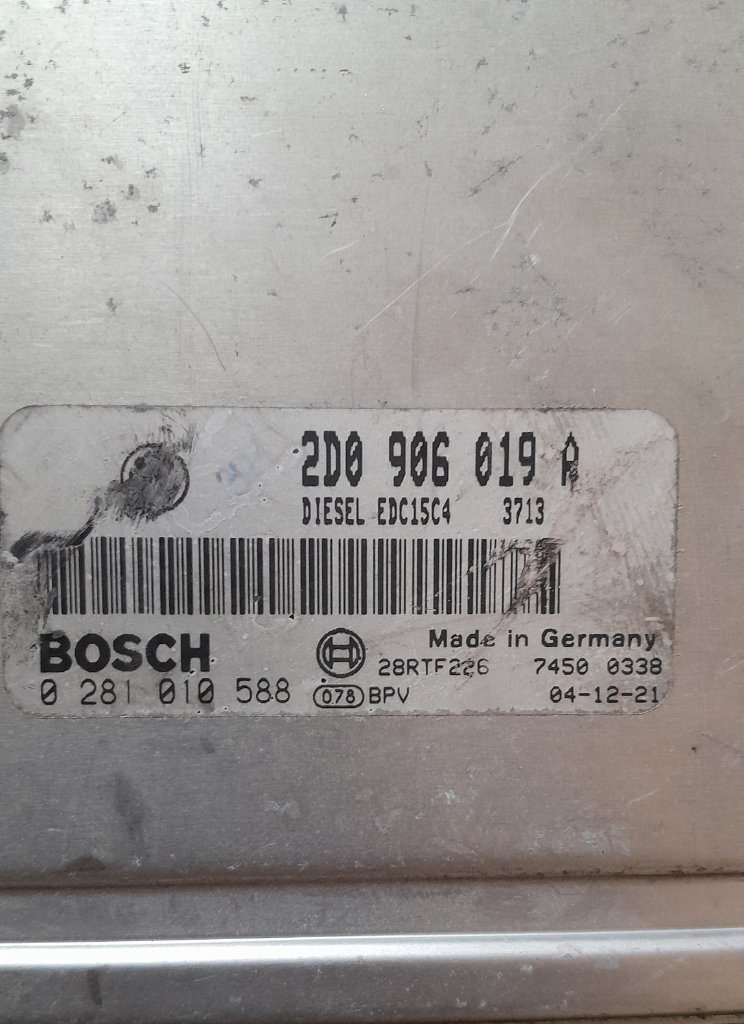 2D0 906 019 A
DIESEL EDC15C4 3713
BOSCH
Made in Germany
28RTF226 7450 0338
0 281 010 588
078 BPV
04-12-21